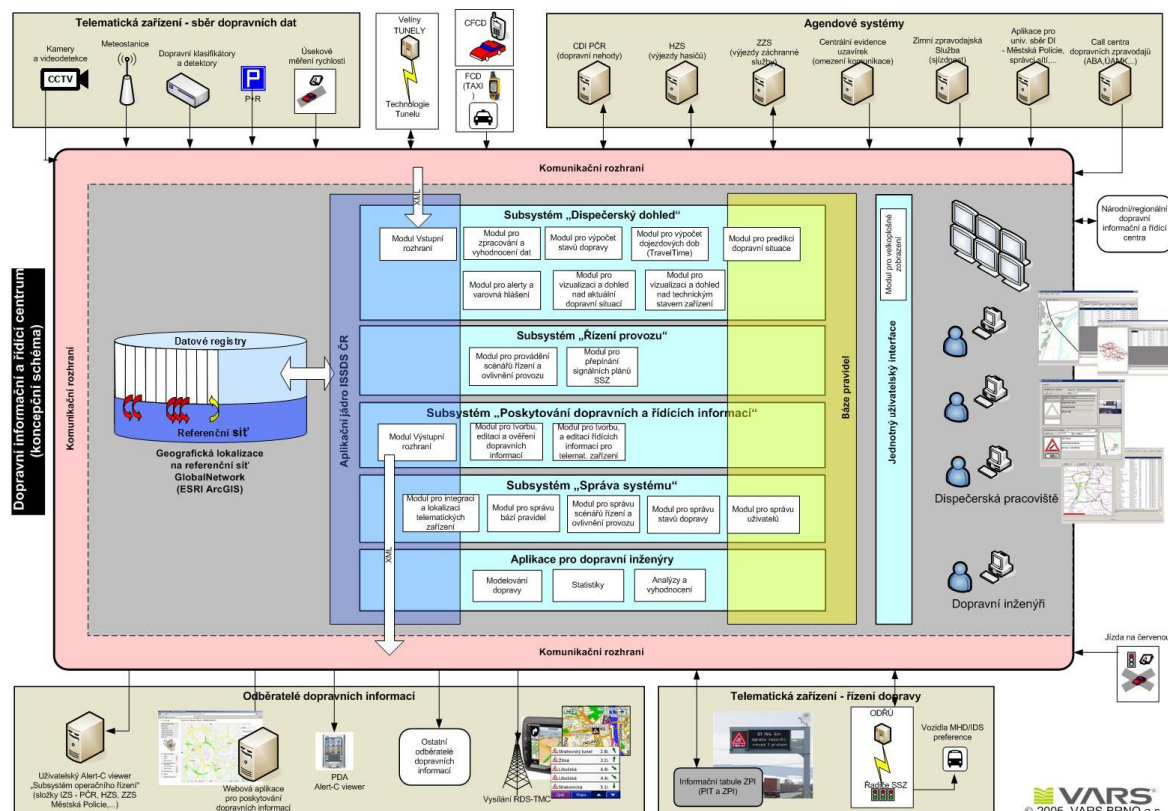 Telematická zařízení - sběr dopravních dat
Kamery
a videodetekce
CCTV
Meteostanice
Dopravní klasifikátory
a detektory
P
P+R
Úsekové
měření rychlosti
Velíny
TUNELY
Technologie
Tunelu
CFCD
FCD
(TAXI
)
Agendové systémy
CDI PČR
(dopravní nehody)
HZS
(výjezdy hasičů)
ZZS
(výjezdy záchranné
služby)
Centrální evidence
uzavírek
(omezení komunikace)
Zimní zpravodajská
Služba
(sjízdnost)
Aplikace pro
univ. sběr DI
- Městská Policie,
správci sítí,...
Call centra
dopravních zpravodajů
(ABA,ÚAMK,..)
Dopravní informační a řídící centrum
(koncepční schéma)
Komunikační rozhraní
Komunikační rozhraní
XML
Aplikační jádro ISSDS ČR
Báze pravidel
Subsystém „Dispečerský dohled“
Modul Vstupní
rozhraní
Modul pro
zpracování a
vyhodnocení dat
Modul pro výpočet
stavů dopravy
Modul pro výpočet
dojezdových dob
(TravelTime)
Modul pro predikci
dopravní situace
Modul pro alerty a
varovná hlášení
Modul pro
vizualizaci a dohled
nad aktuální
dopravní situací
Modul pro
vizualizaci a dohled
nad technickým
stavem zařízení
Datové registry
Referenční síť
Geografická lokalizace
na referenční síť
GlobalNetwork
(ESRI ArcGIS)
Subsystém „Řízení provozu“
Modul pro provádění
scénářů řízení a
ovlivnění provozu
Modul pro
přepínání
signálních plánů
SSZ
Subsystém „Poskytování dopravních a řídících informací“
Modul Výstupní
rozhraní
Modul pro tvorbu,
editaci a ověření
dopravních
informací
Modul pro tvorbu,
a editaci řídících
informací pro
telemat. zařízení
Subsystém „Správa systému“
Modul pro integraci
a lokalizaci
telematických
zařízení
Modul pro správu
bází pravidel
Modul pro správu
scénářů řízení a
ovlivnění provozu
Modul pro správu
stavů dopravy
Modul pro správu
uživatelů
XML
Aplikace pro dopravní inženýry
Modelování
dopravy
Statistiky
Analýzy a
vyhodnocení
Jednotný uživatelský interface
Modul pro velkoplošné
zobrazení
Národní/regionální
dopravní
informační a řídící
centra
Dispečerská pracoviště
Dopravní inženýři
Komunikační rozhraní
Jízda na červenou
Odběratelé dopravních informací
Uživatelský Alert-C viewer
„Subsystém operačního řízení“
(složky IZS - PČR, HZS, ZZS
Městská Policie,...)
Webová aplikace
pro poskytování
dopravních informací
PDA
Alert-C viewer
Ostatní
odběratelé
dopravních
informací
Vysílání RDS-TMC
Strahovský tunel
Žitná
Libušská
Libušská
Strakonická
Telematická zařízení - řízení dopravy
Informační tabule ZPI
(PIT a ZPI)
ODŘÚ
Řadiče SSZ
Vozidla MHD/IDS
preference
VARS
© 2005, VARS BRNO a.s.